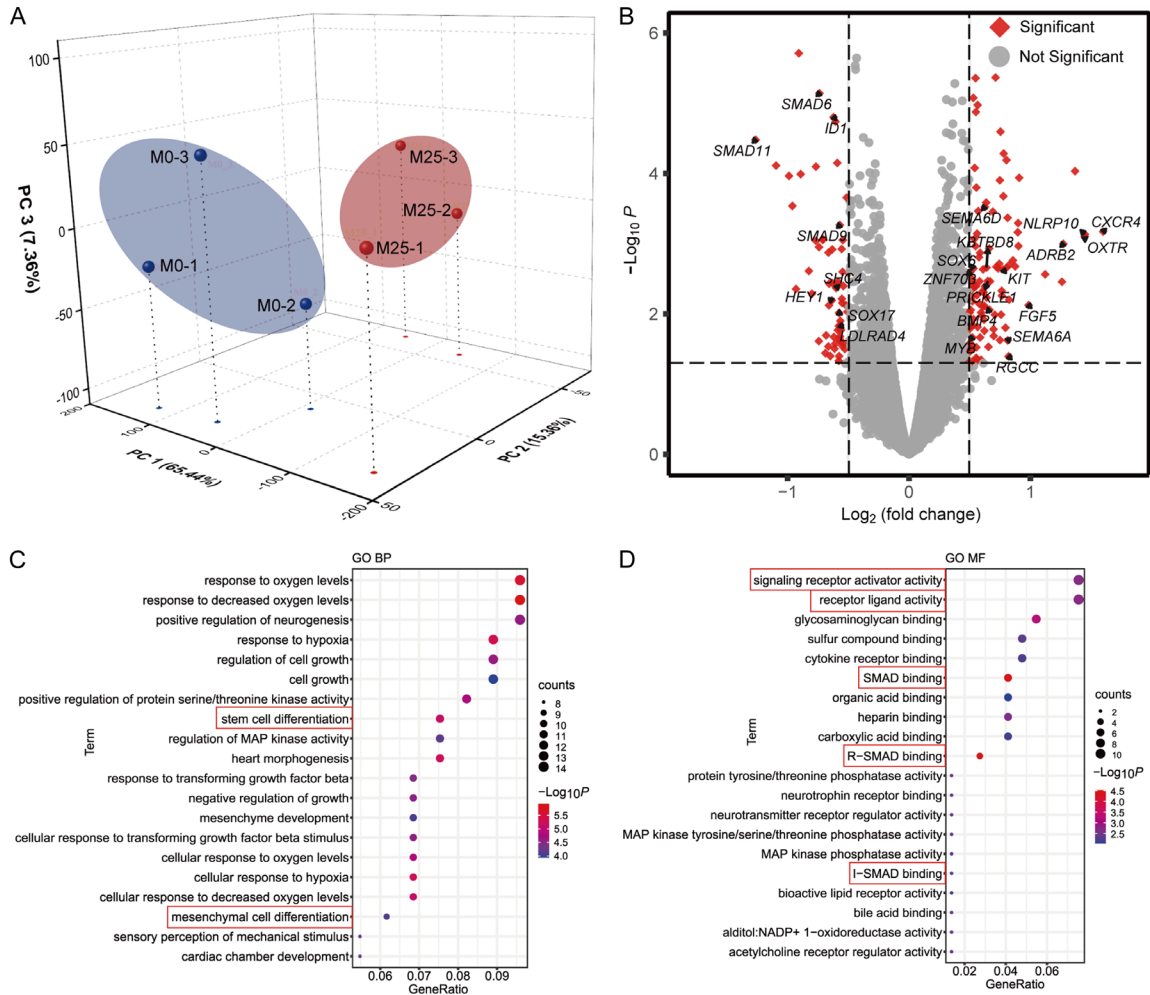 A
100
50
0
-50
-100
PC 3 (7.36%)
M0-3
M0-1
M0-2
M25-3
M25-2
M25-1
200
100
0
-100
-200
PC 1 (65.44%)
50
0
-50
PC 2 (15.36%)
B
Significant
Not Significant
6
4
2
0
−Log10 P
SMAD6
ID1
SMAD11
SMAD9
SHC4
HEY1
SOX17
LDLRAD4
SEMA6D
NLRP10
CXCR4
KBTBD8
OXTR
ADRB2
SOX6
ZNF703
KIT
PRICKLE1
BMP4
FGF5
MYB
SEMA6A
RGCC
−1
0
1
Log2 (fold change)
C
GO BP
Term
response to oxygen levels
response to decreased oxygen levels
positive regulation of neurogenesis
response to hypoxia
regulation of cell growth
cell growth
positive regulation of protein serine/threonine kinase activity
stem cell differentiation
regulation of MAP kinase activity
heart morphogenesis
response to transforming growth factor beta
negative regulation of growth
mesenchyme development
cellular response to transforming growth factor beta stimulus
cellular response to oxygen levels
cellular response to hypoxia
cellular response to decreased oxygen levels
mesenchymal cell differentiation
sensory perception of mechanical stimulus
cardiac chamber development
0.06 0.07 0.08 0.09
GeneRatio
counts
8
9
10
11
12
13
14
−Log10P
5.5
5.0
4.5
4.0
D
GO MF
Term
signaling receptor activator activity
receptor ligand activity
glycosaminoglycan binding
sulfur compound binding
cytokine receptor binding
SMAD binding
organic acid binding
heparin binding
carboxylic acid binding
R−SMAD binding
protein tyrosine/threonine phosphatase activity
neurotrophin receptor binding
neurotransmitter receptor regulator activity
MAP kinase tyrosine/serine/threonine phosphatase activity
MAP kinase phosphatase activity
I−SMAD binding
bioactive lipid receptor activity
bile acid binding
alditol:NADP+ 1−oxidoreductase activity
acetylcholine receptor regulator activity
0.02 0.04 0.06
GeneRatio
counts
2
4
6
8
10
−Log10P
4.5
4.0
3.5
3.0
2.5